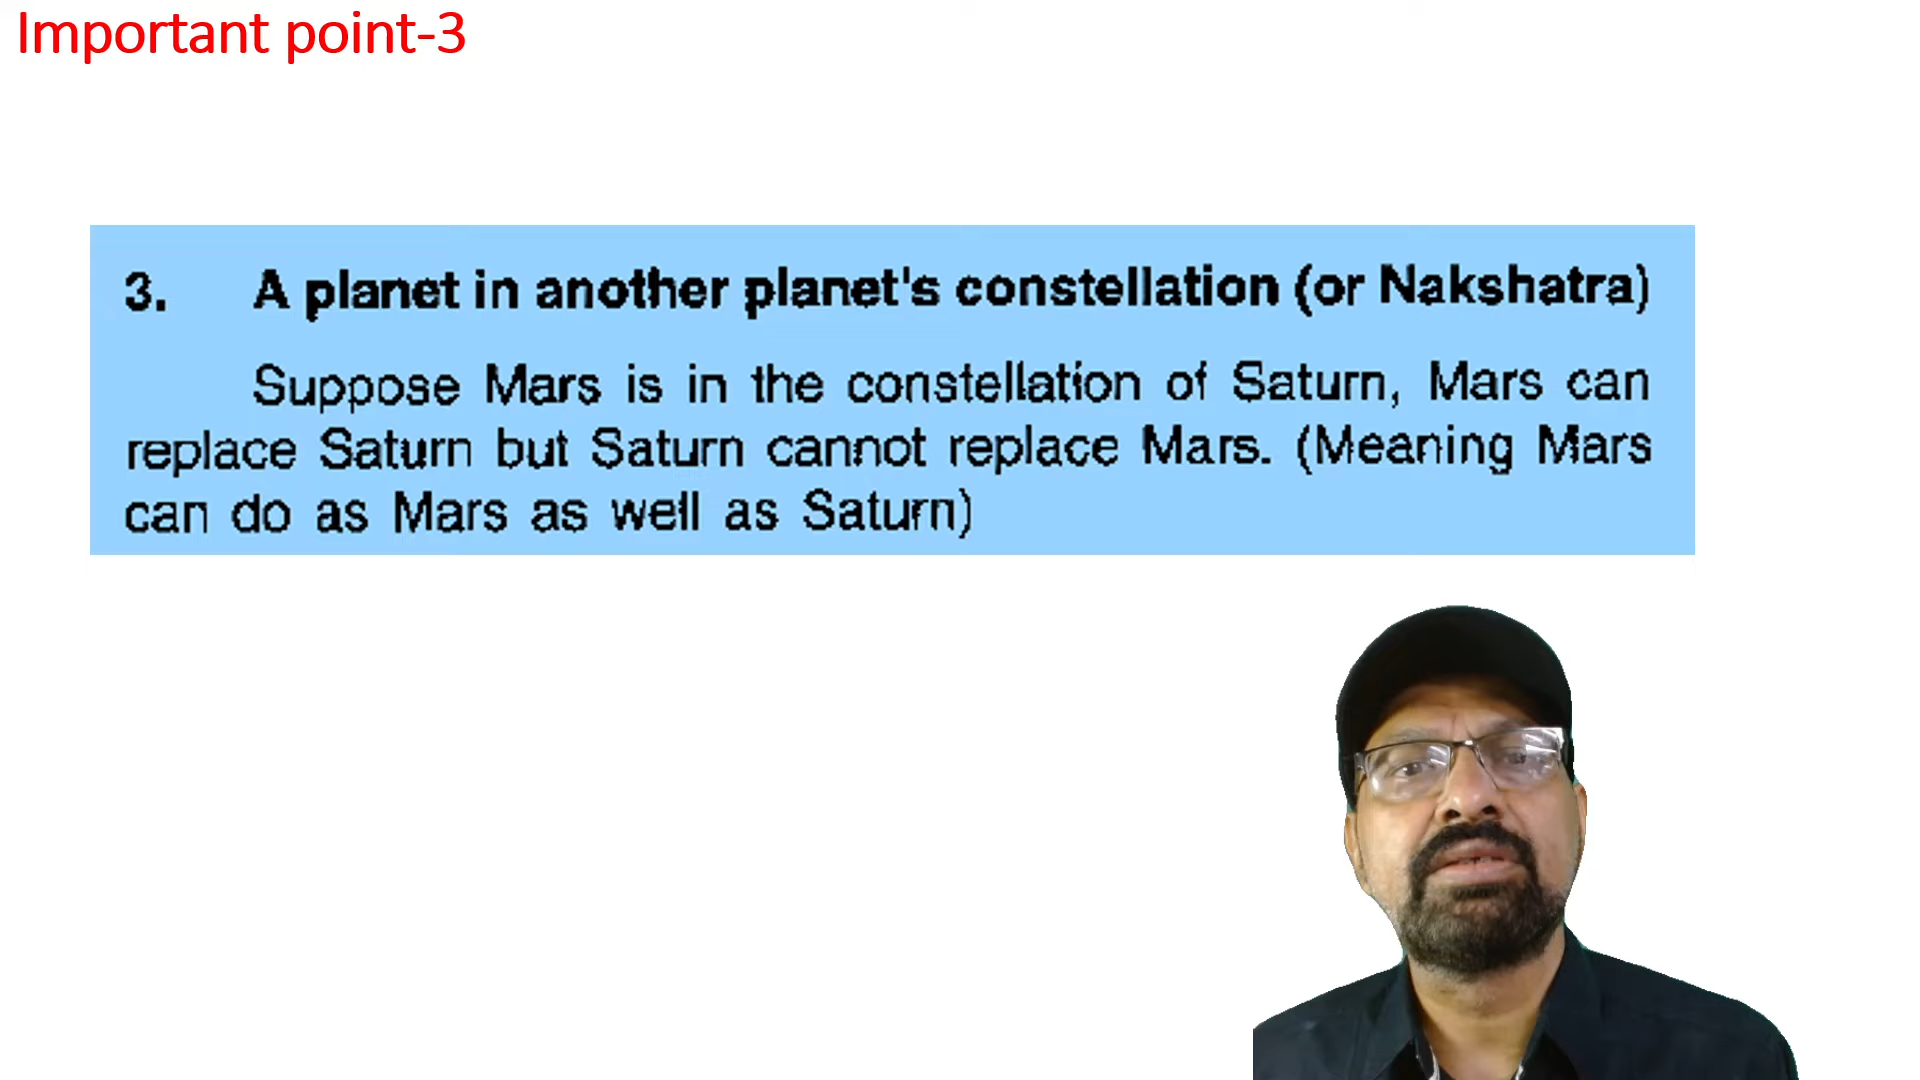 Important point-3
3. A planet in another planet's constellation (or Nakshatra)
Suppose Mars is in the constellation of Saturn, Mars can
replace Saturn but Saturn cannot replace Mars. (Meaning Mars
can do as Mars as well as Saturn)